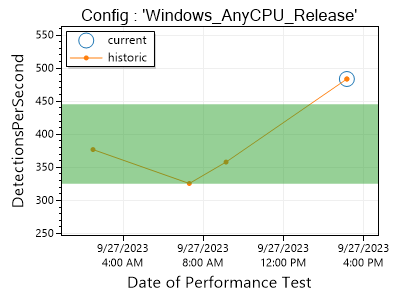 Config : 'Windows_AnyCPU_Release'
current
historic
DetectionsPerSecond
550
500
450
400
350
300
250
9/27/2023 9/27/2023 9/27/2023 9/27/2023
4:00 AM 8:00 AM 12:00 PM 4:00 PM
Date of Performance Test